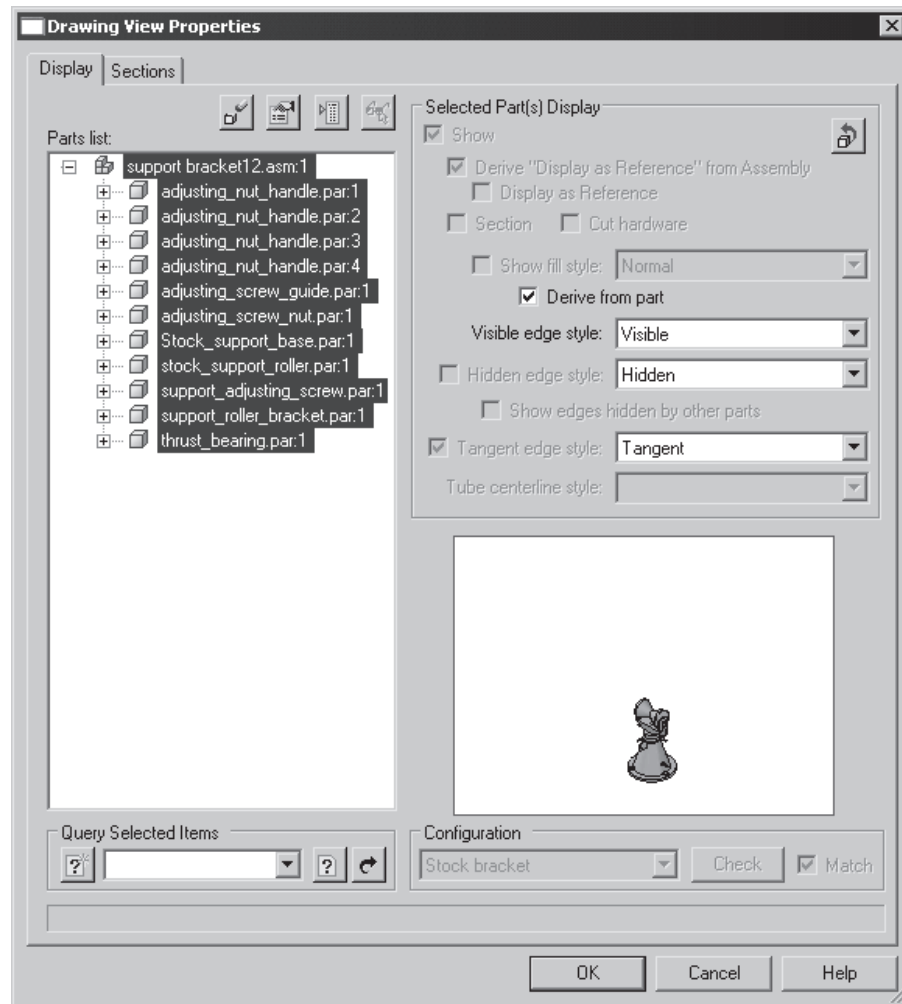 Drawing View Properties
Display
Sections
Parts list:
support bracket12.asm:1
adjusting_nut_handle.par:1
adjusting_nut_handle.par:2
adjusting_nut_handle.par:3
adjusting_nut_handle.par:4
adjusting_screw_guide.par:1
adjusting_screw_nut.par:1
Stock_support_base.par:1
stock_support_roller.par:1
support_adjusting_screw.par:1
support_roller_bracket.par:1
thrust_bearing.par:1
Selected Part(s) Display
Show
Derive "Display as Reference" from Assembly
Display as Reference
Section Cut hardware
Show fill style: Normal
Derive from part
Visible edge style: Visible
Hidden edge style: Hidden
Show edges hidden by other parts
Tangent edge style: Tangent
Tube centerline style:
Query Selected Items
Configuration
Stock bracket Check Match
OK Cancel Help